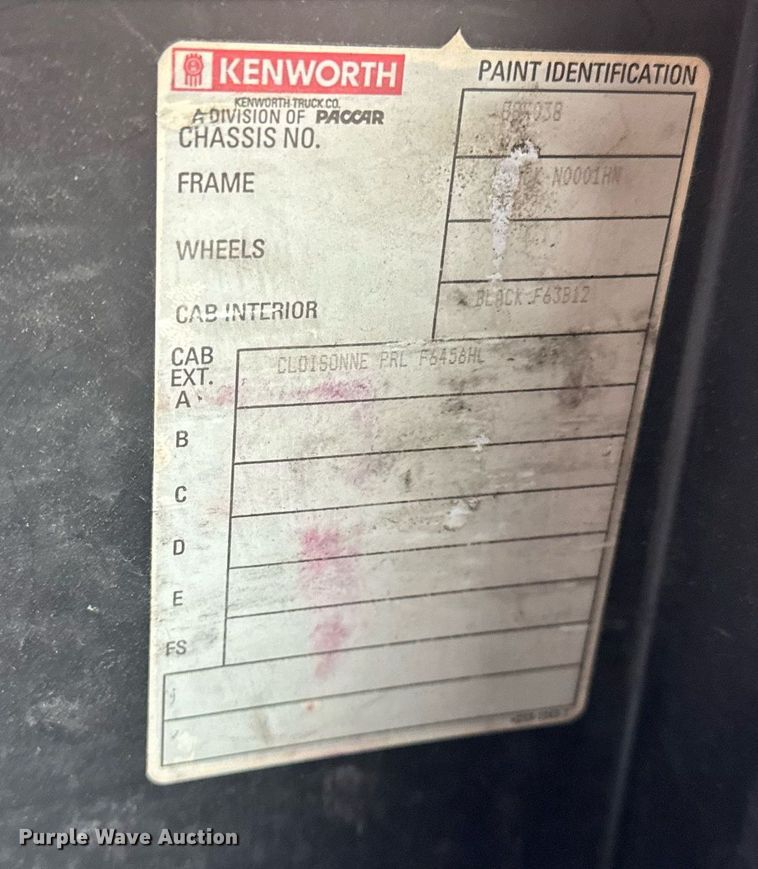 KENWORTH
PAINT IDENTIFICATION
KENWORTH TRUCK CO.
A DIVISION OF PACCAR
CHASSIS NO.
FRAME N0001HN
WHEELS
CAB INTERIOR BLACK F63B12
CAB
EXT.
A CLOISONNE PRL F6458HL
B
C
D
E
FS
Purple Wave Auction